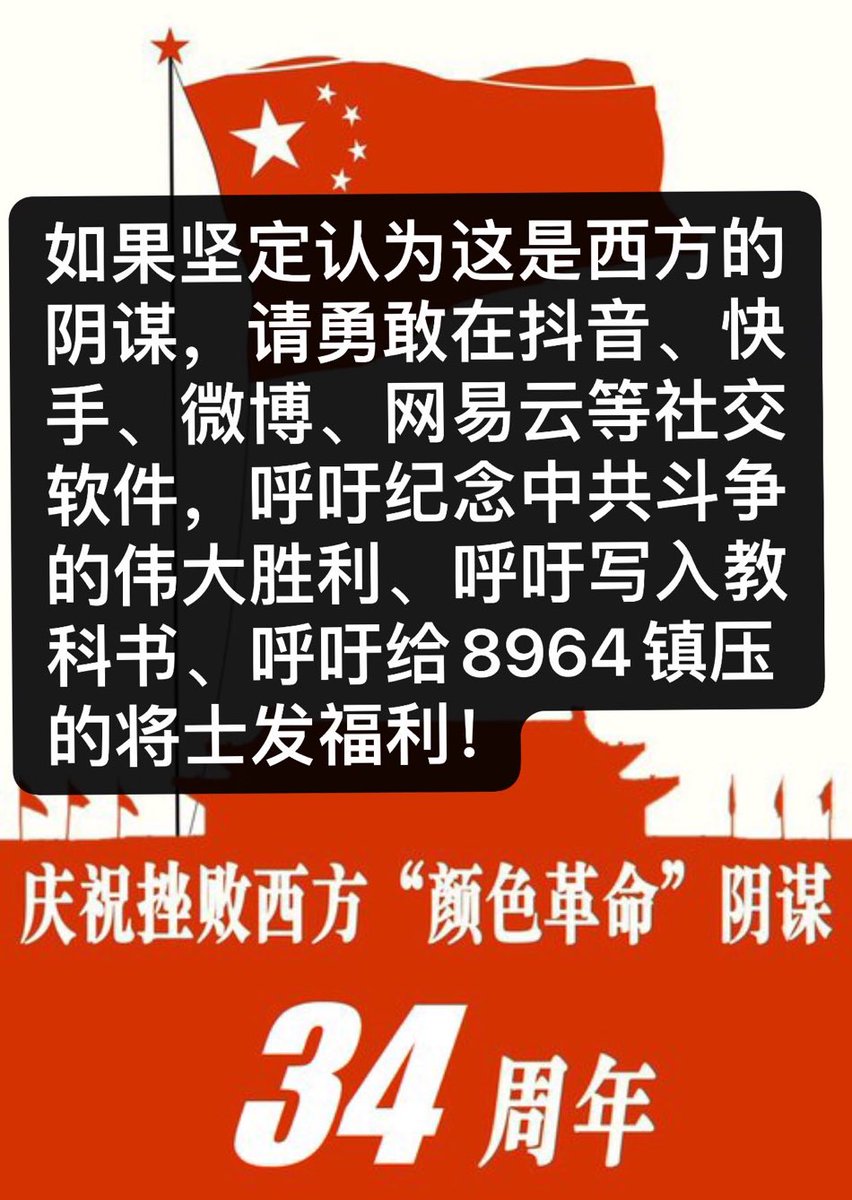 如果坚定认为这是西方的
阴谋，请勇敢在抖音、快
手、微博、网易云等社交
软件，呼吁纪念中共斗争
的伟大胜利、呼吁写入教
科书、呼吁给8964镇压
的将士发福利！
庆祝挫败西方“颜色革命”阴谋
34周年